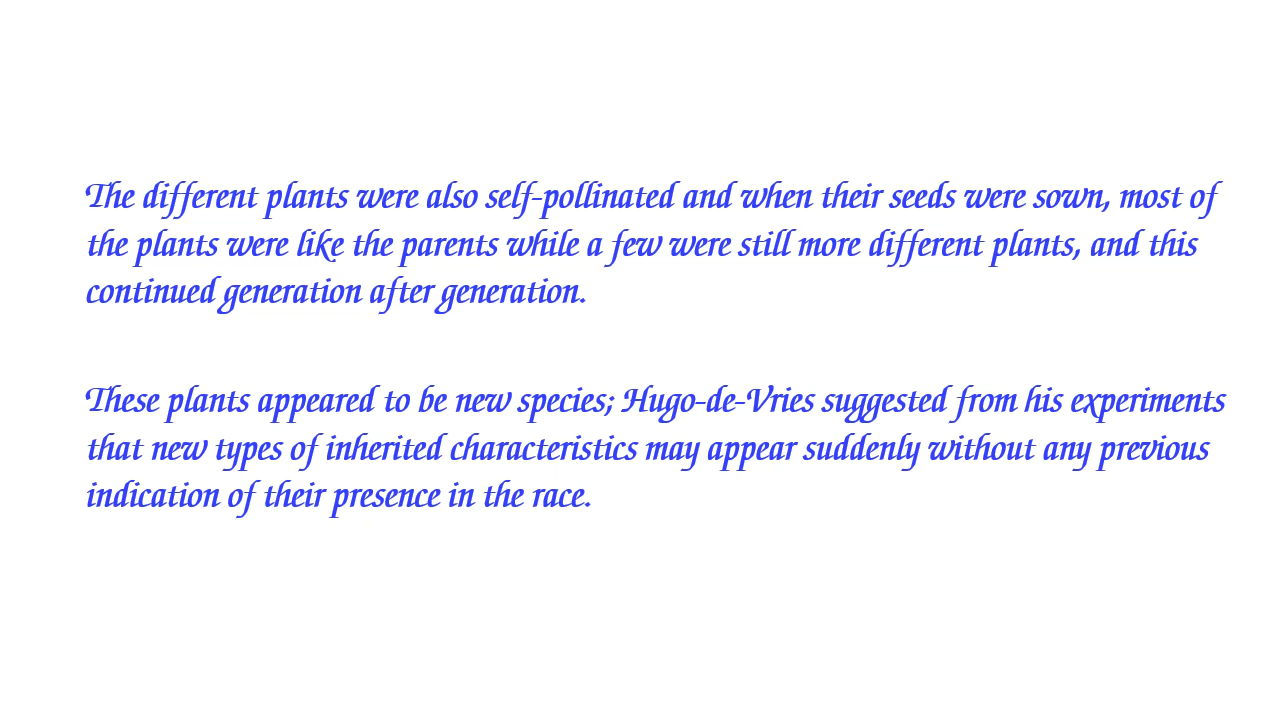 The different plants were also self-pollinated and when their seeds were sown, most of
the plants were like the parents while a few were still more different plants, and this
continued generation after generation.
These plants appeared to be new species; Hugo-de-Vries suggested from his experiments
that new types of inherited characteristics may appear suddenly without any previous
indication of their presence in the race.